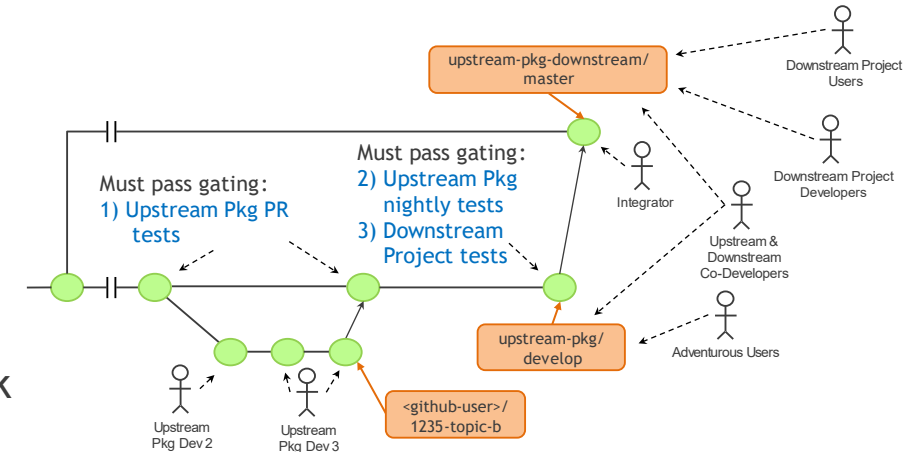 upstream-pkg-downstream/
master
Downstream Project
Users
Must pass gating:
1) Upstream Pkg PR
tests
Must pass gating:
2) Upstream Pkg
nightly tests
3) Downstream
Project tests
Integrator
Downstream Project
Developers
Upstream &
Downstream
Co-Developers
upstream-pkg/
develop
Adventurous Users
<github-user>/
1235-topic-b
Upstream
Pkg Dev 2
Upstream
Pkg Dev 3
k